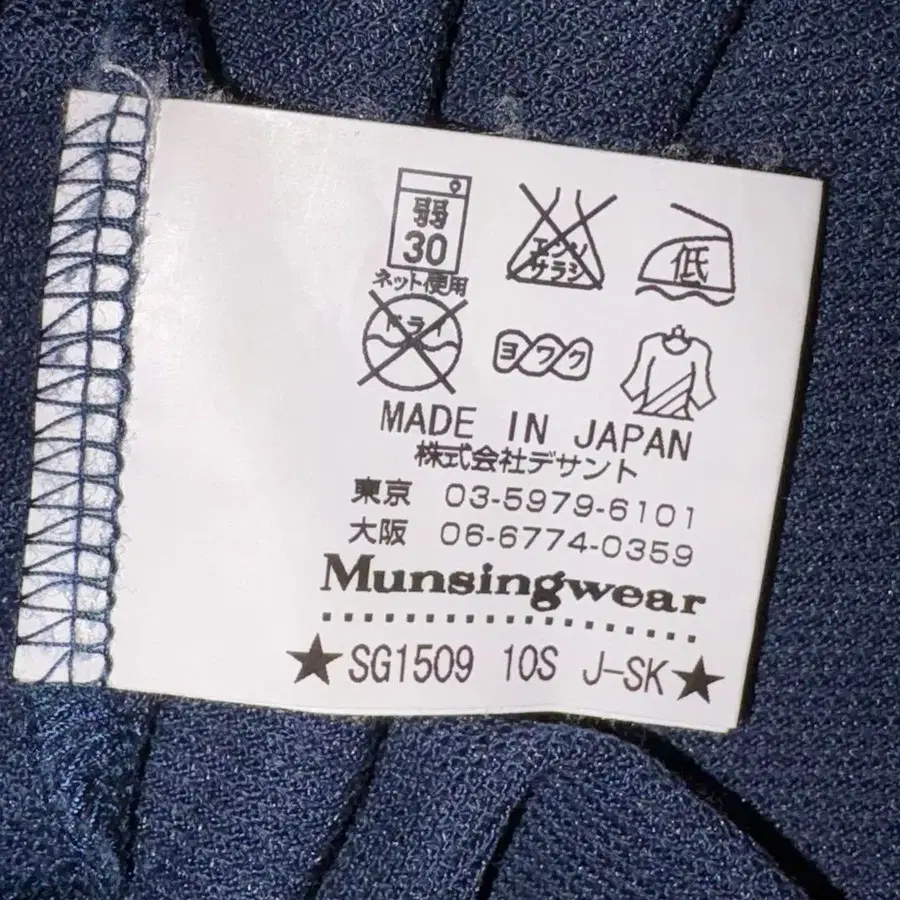 弱
30
ネット使用
エンソ
サラシ
低
ドライ
ヨワク
MADE IN JAPAN
株式会社デサント
東京 03-5979-6101
大阪 06-6774-0359
Munsingwear
★SG1509 10S J-SK★